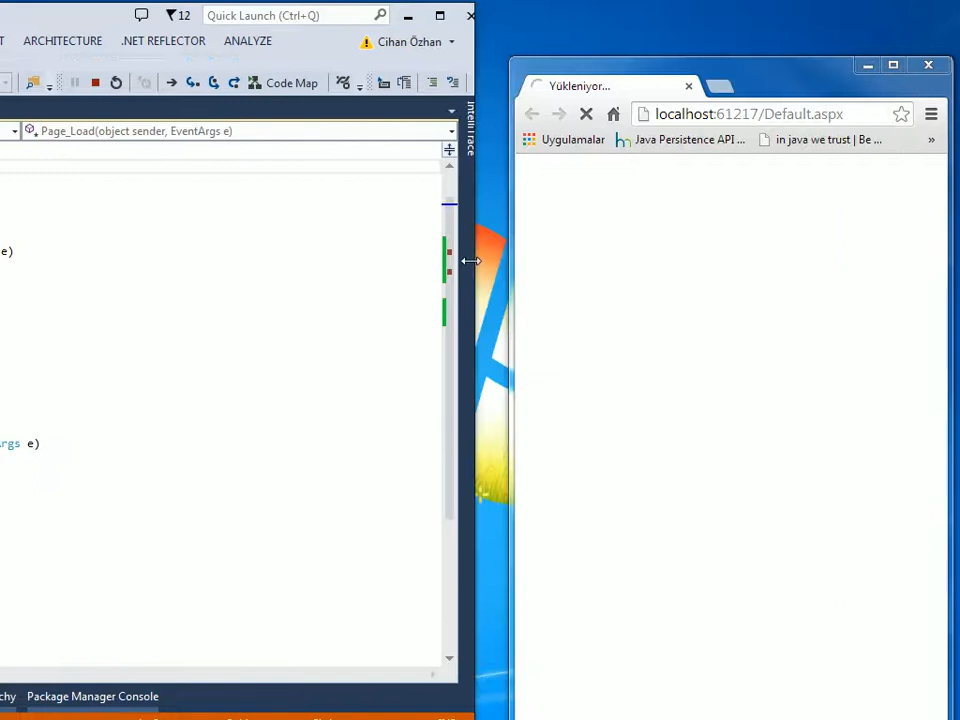 12 Quick Launch (Ctrl+Q)
T ARCHITECTURE .NET REFLECTOR ANALYZE Cihan Özhan
Code Map
Page_Load(object sender, EventArgs e)
IntelliTrace
e)
rgs e)
chy Package Manager Console
Yükleniyor...
localhost:61217/Default.aspx
Uygulamalar Java Persistence API ... in java we trust | Be ... »